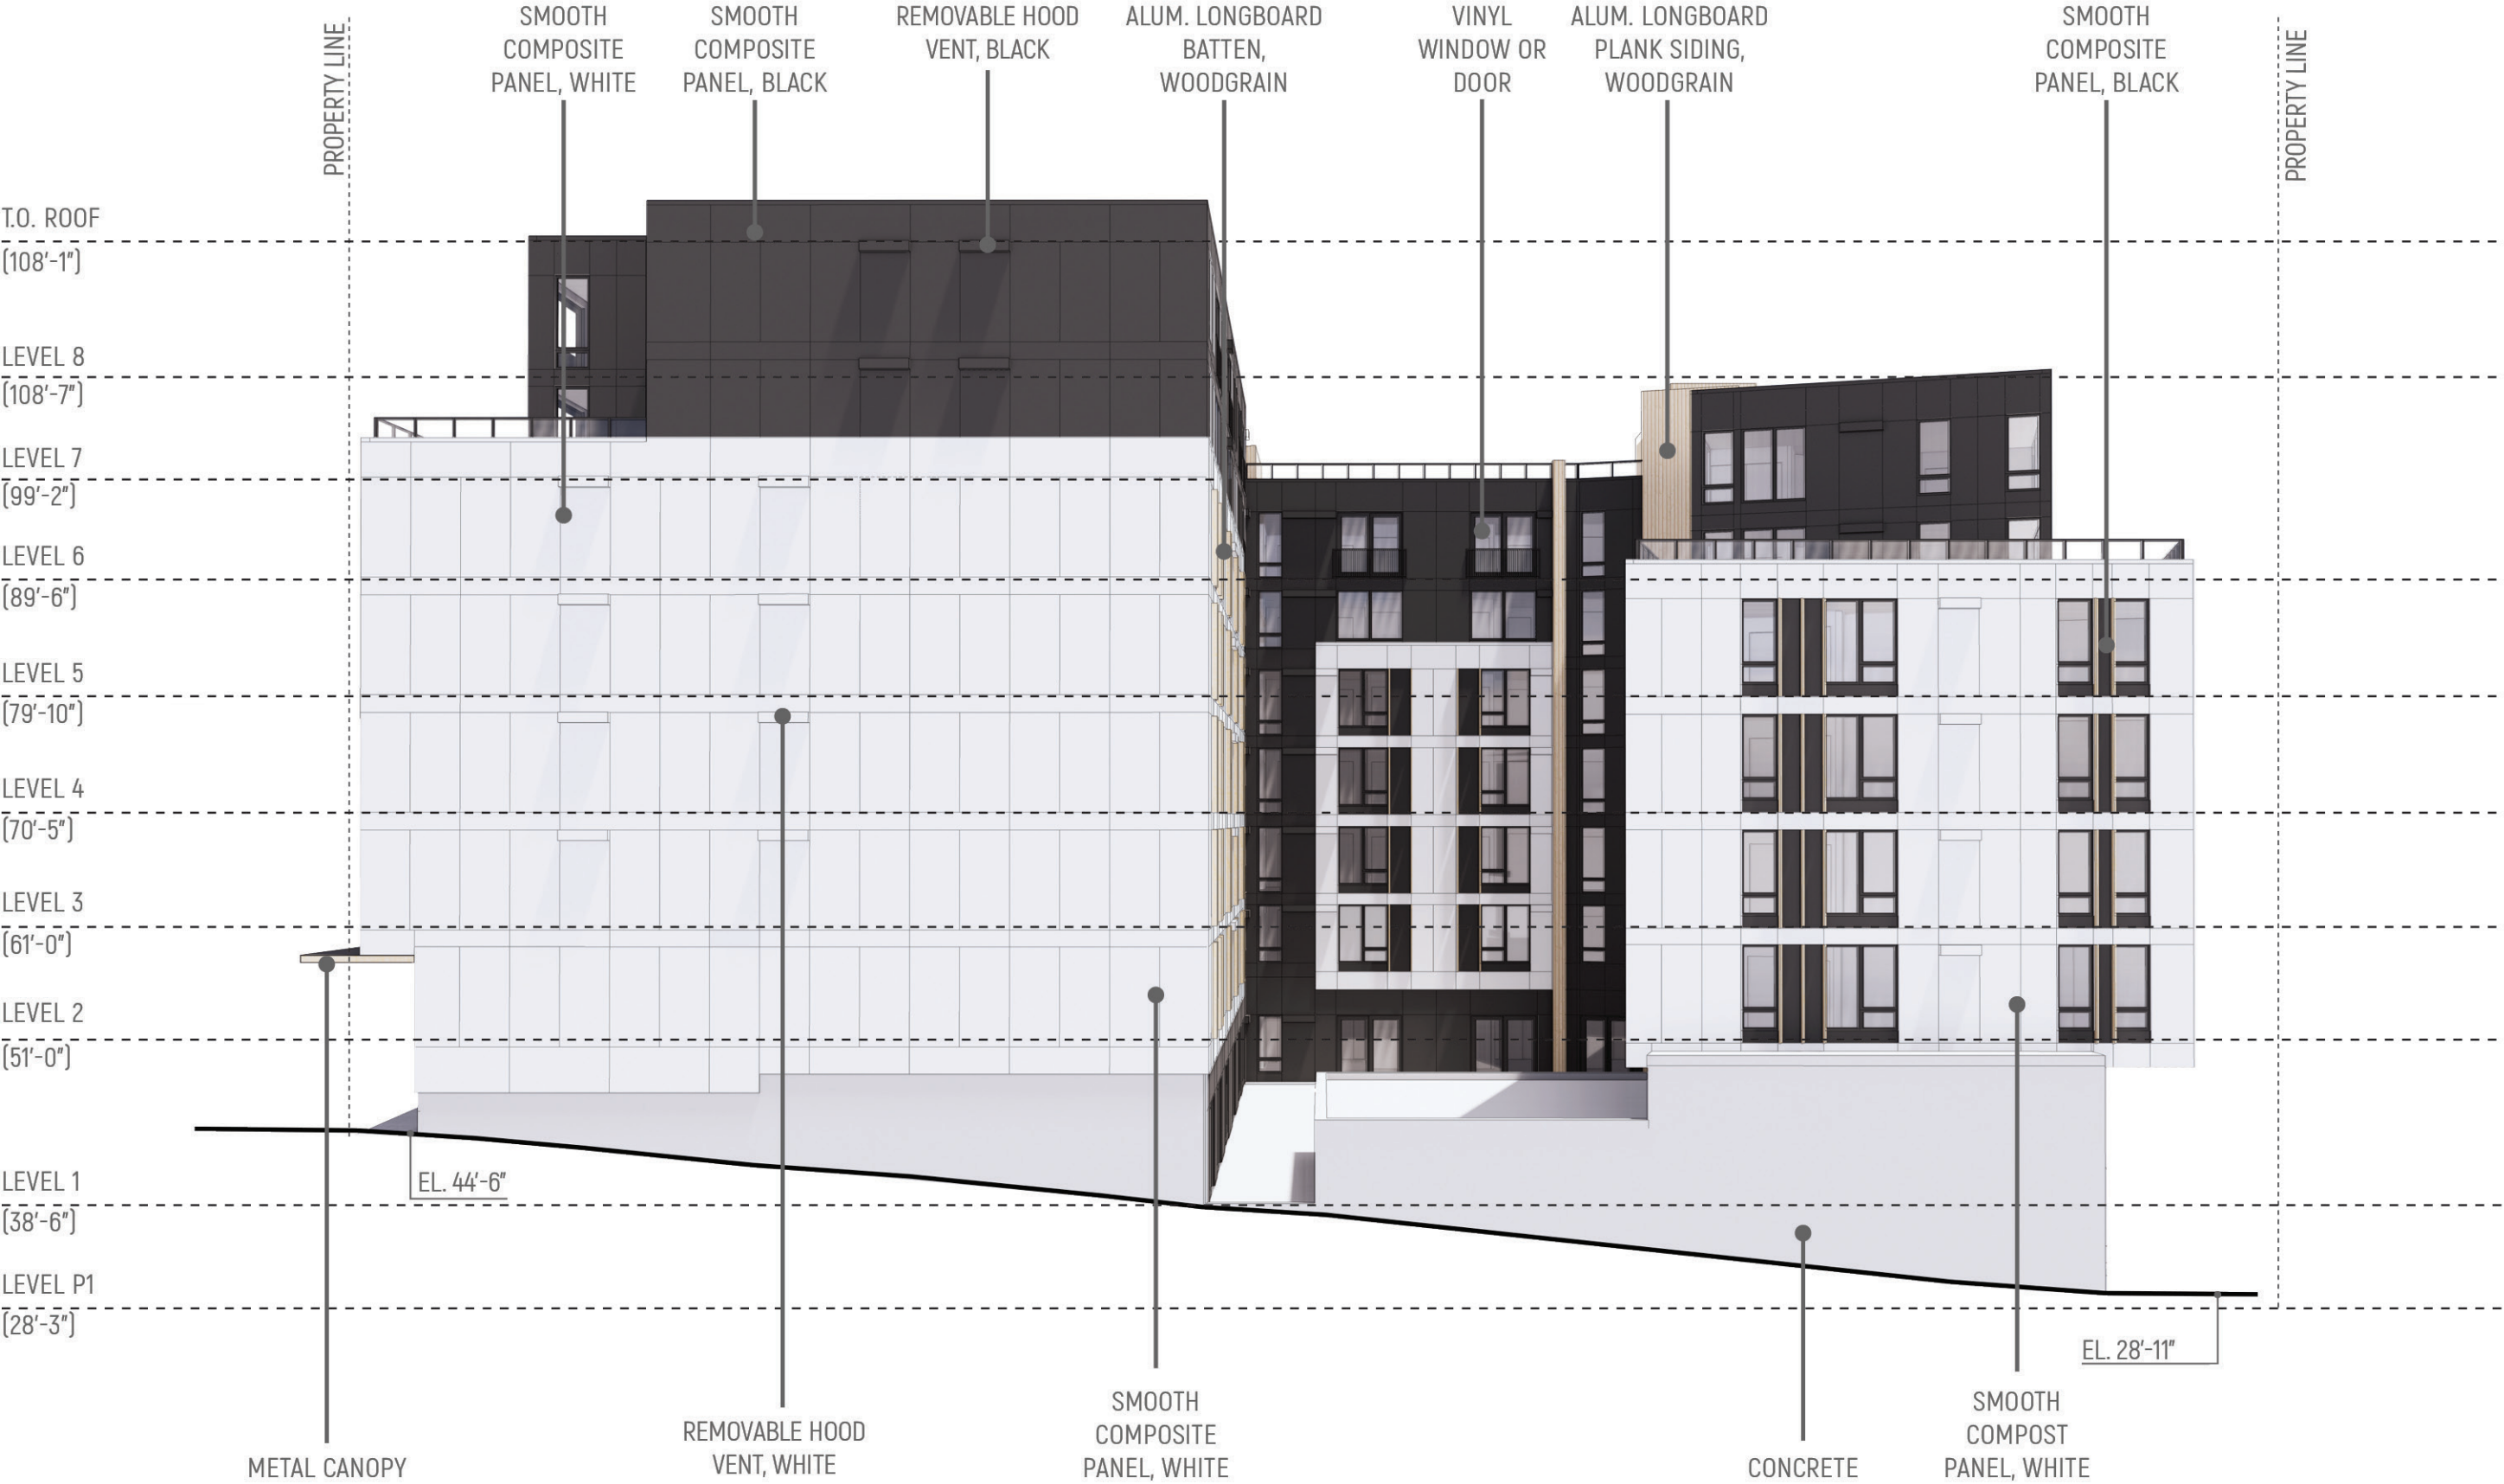 SMOOTH
COMPOSITE
PANEL, WHITE
SMOOTH
COMPOSITE
PANEL, BLACK
REMOVABLE HOOD
VENT, BLACK
ALUM. LONGBOARD
BATTEN,
WOODGRAIN
VINYL
WINDOW OR
DOOR
ALUM. LONGBOARD
PLANK SIDING,
WOODGRAIN
SMOOTH
COMPOSITE
PANEL, BLACK
PROPERTY LINE
PROPERTY LINE
T.O. ROOF
(108'-1")
LEVEL 8
(108'-7")
LEVEL 7
(99'-2")
LEVEL 6
(89'-6")
LEVEL 5
(79'-10")
LEVEL 4
(70'-5")
LEVEL 3
(61'-0")
LEVEL 2
(51'-0")
LEVEL 1
(38'-6")
LEVEL P1
(28'-3")
EL. 44'-6"
EL. 28'-11"
METAL CANOPY
REMOVABLE HOOD
VENT, WHITE
SMOOTH
COMPOSITE
PANEL, WHITE
CONCRETE
SMOOTH
COMPOST
PANEL, WHITE